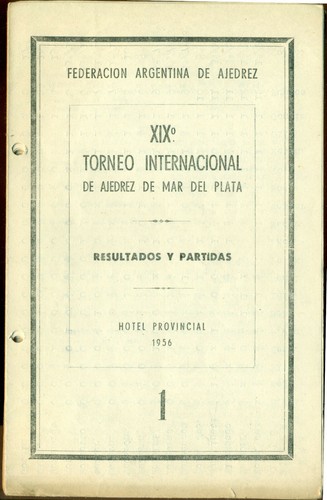 FEDERACION ARGENTINA DE AJEDREZ
XIXº.
TORNEO INTERNACIONAL
DE AJEDREZ DE MAR DEL PLATA
RESULTADOS Y PARTIDAS
HOTEL PROVINCIAL
1956
1